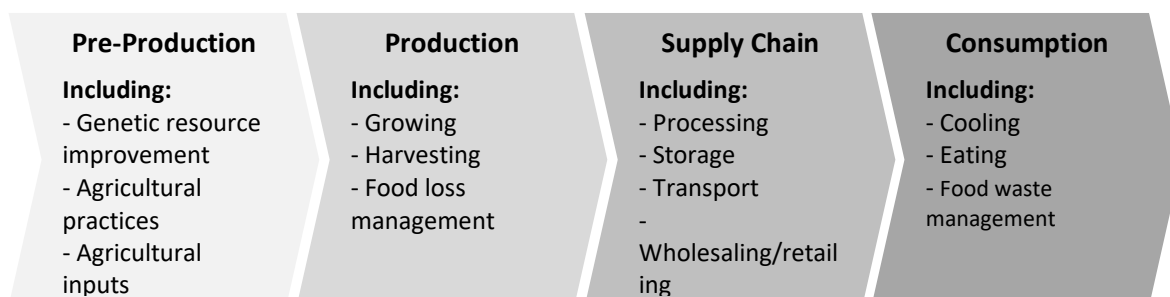 Pre-Production
Including:
- Genetic resource
improvement
- Agricultural
practices
- Agricultural
inputs
Production
Including:
- Growing
- Harvesting
- Food loss
management
Supply Chain
Including:
- Processing
- Storage
- Transport
-
Wholesaling/retail
ing
Consumption
Including:
- Cooling
- Eating
- Food waste
management